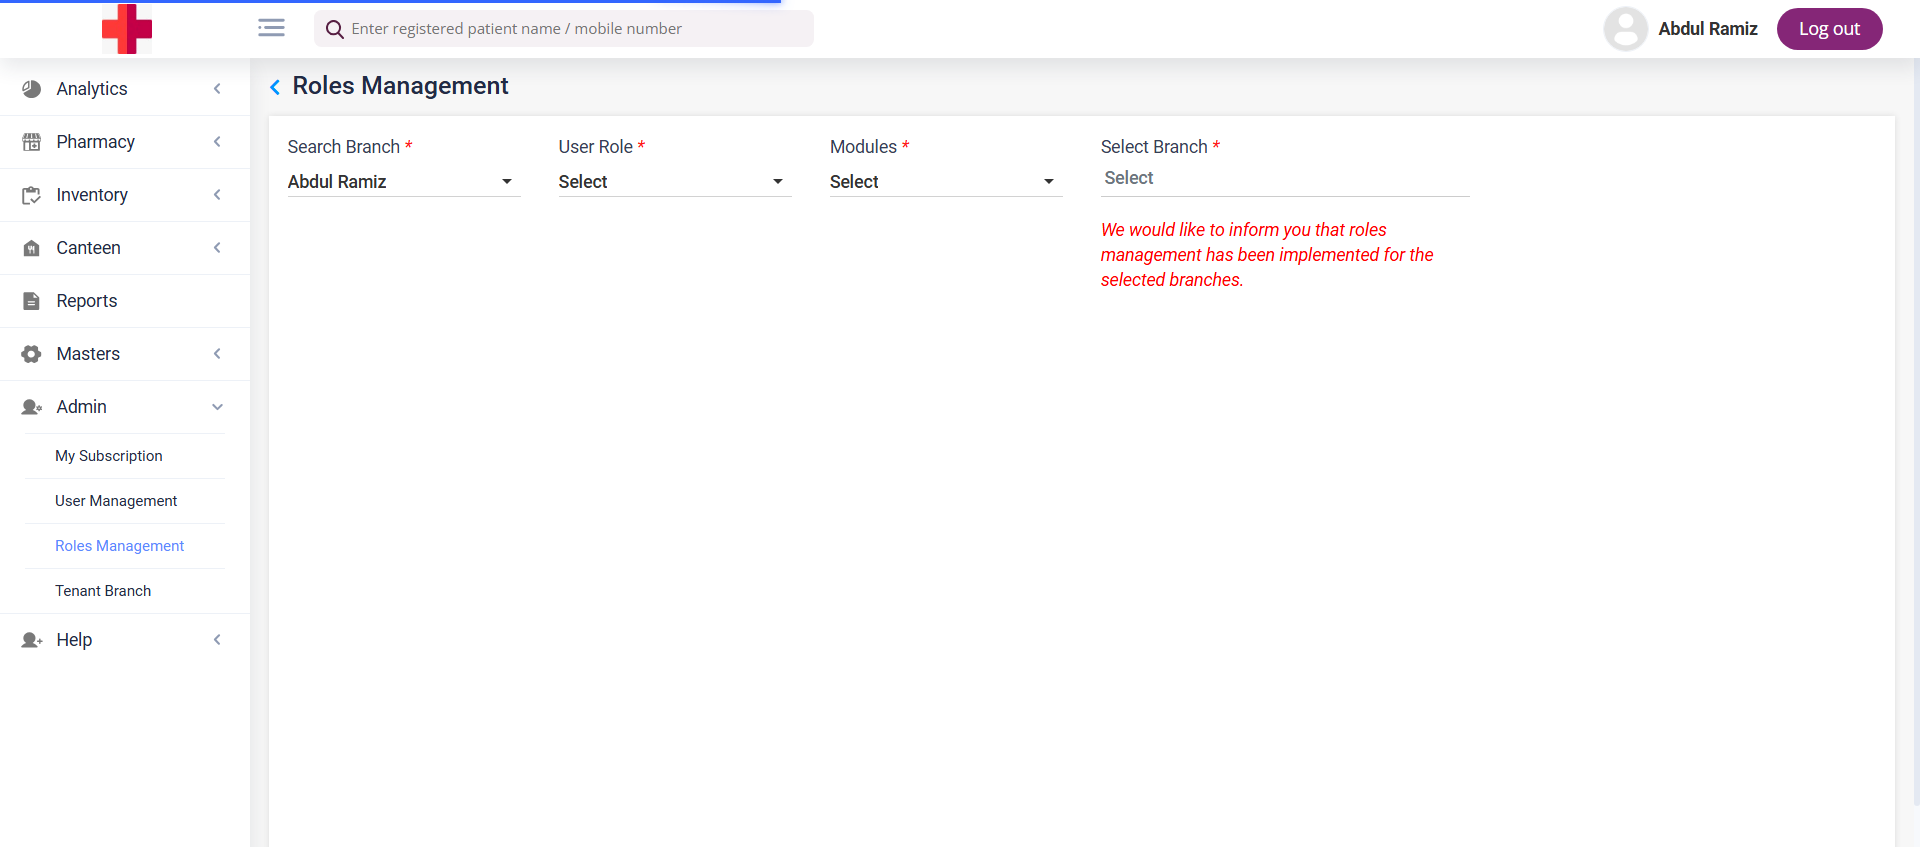 Enter registered patient name / mobile number
Abdul Ramiz
Log out
Analytics
Pharmacy
Inventory
Canteen
Reports
Masters
Admin
My Subscription
User Management
Roles Management
Tenant Branch
Help
Roles Management
Search Branch *
Abdul Ramiz
User Role *
Select
Modules *
Select
Select Branch *
Select
We would like to inform you that roles
management has been implemented for the
selected branches.